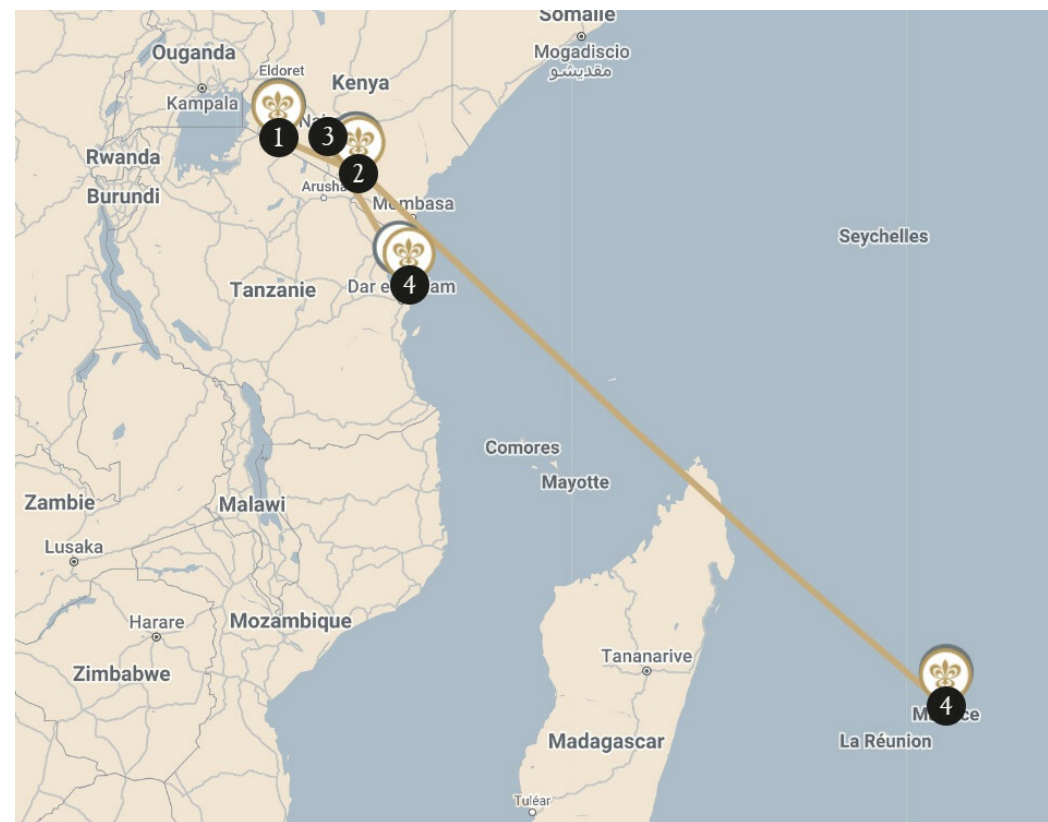 Somalie
Ouganda
Mogadiscio
مقديشو
Eldoret
Kenya
Kampala
1
3
2
Rwanda
Arusha
Burundi
Mombasa
Seychelles
Tanzanie
4
Comores
Mayotte
Zambie
Malawi
Lusaka
Harare
Mozambique
Tananarive
Zimbabwe
4
La Réunion
Madagascar
Tuléar